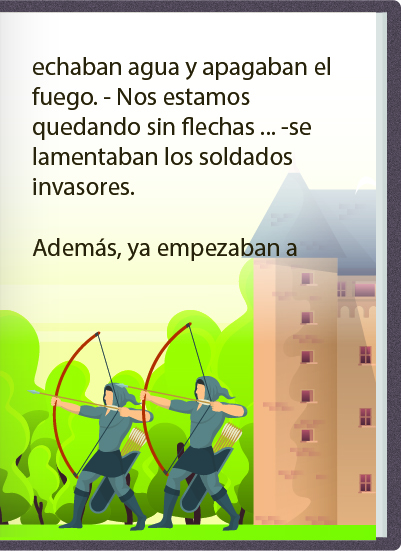 echaban agua y apagaban el
fuego. - Nos estamos
quedando sin flechas ... -se
lamentaban los soldados
invasores.
Además, ya empezaban a